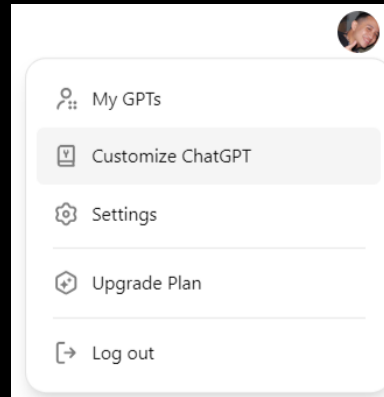 My GPTs
Customize ChatGPT
Settings
Upgrade Plan
Log out